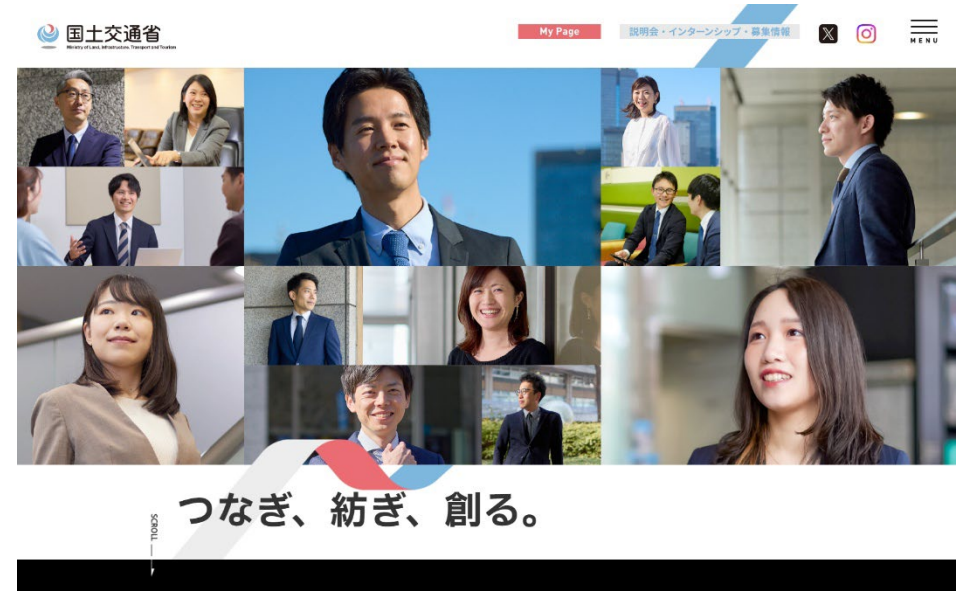 国土交通省
Ministry of Land, Infrastructure, Transport and Tourism
My Page
説明会・インターンシップ・募集情報
MENU
つなぎ、紡ぎ、創る。
SCROLL